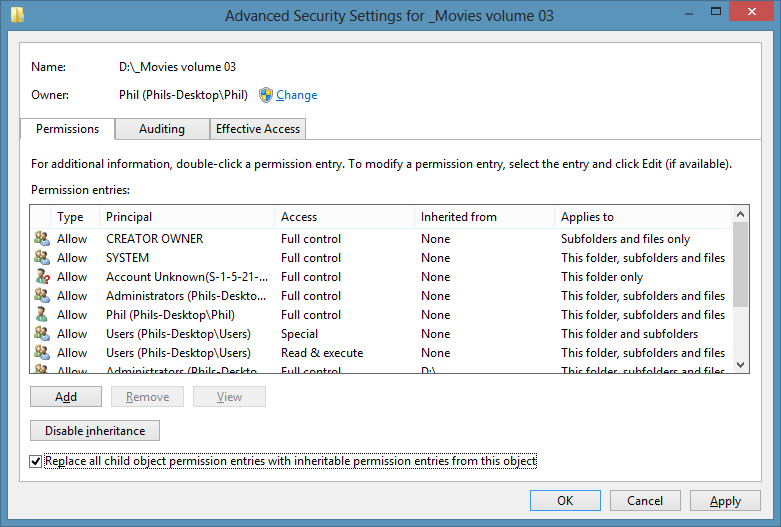 Advanced Security Settings for _Movies volume 03
Name: D:\_Movies volume 03
Owner: Phil (Phils-Desktop\Phil) Change
Permissions Auditing Effective Access
For additional information, double-click a permission entry. To modify a permission entry, select the entry and click Edit (if available).
Permission entries:
Type Principal Access Inherited from Applies to
Allow CREATOR OWNER Full control None Subfolders and files only
Allow SYSTEM Full control None This folder, subfolders and files
Allow Account Unknown(S-1-5-21-... Full control None This folder only
Allow Administrators (Phils-Deskto... Full control None This folder, subfolders and files
Allow Phil (Phils-Desktop\Phil) Full control None This folder, subfolders and files
Allow Users (Phils-Desktop\Users) Special None This folder and subfolders
Allow Users (Phils-Desktop\Users) Read & execute None This folder, subfolders and files
Allow Administrators (Phils-Deskto... Full control D:\ This folder, subfolders and files
Add Remove View
Disable inheritance
Replace all child object permission entries with inheritable permission entries from this object
OK Cancel Apply